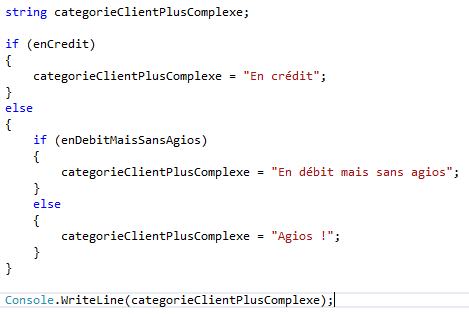 string categorieClientPlusComplexe;
if (enCredit)
{
    categorieClientPlusComplexe = "En crédit";
}
else
{
    if (enDebitMaisSansAgios)
    {
        categorieClientPlusComplexe = "En débit mais sans agios";
    }
    else
    {
        categorieClientPlusComplexe = "Agios !";
    }
}
Console.WriteLine(categorieClientPlusComplexe);